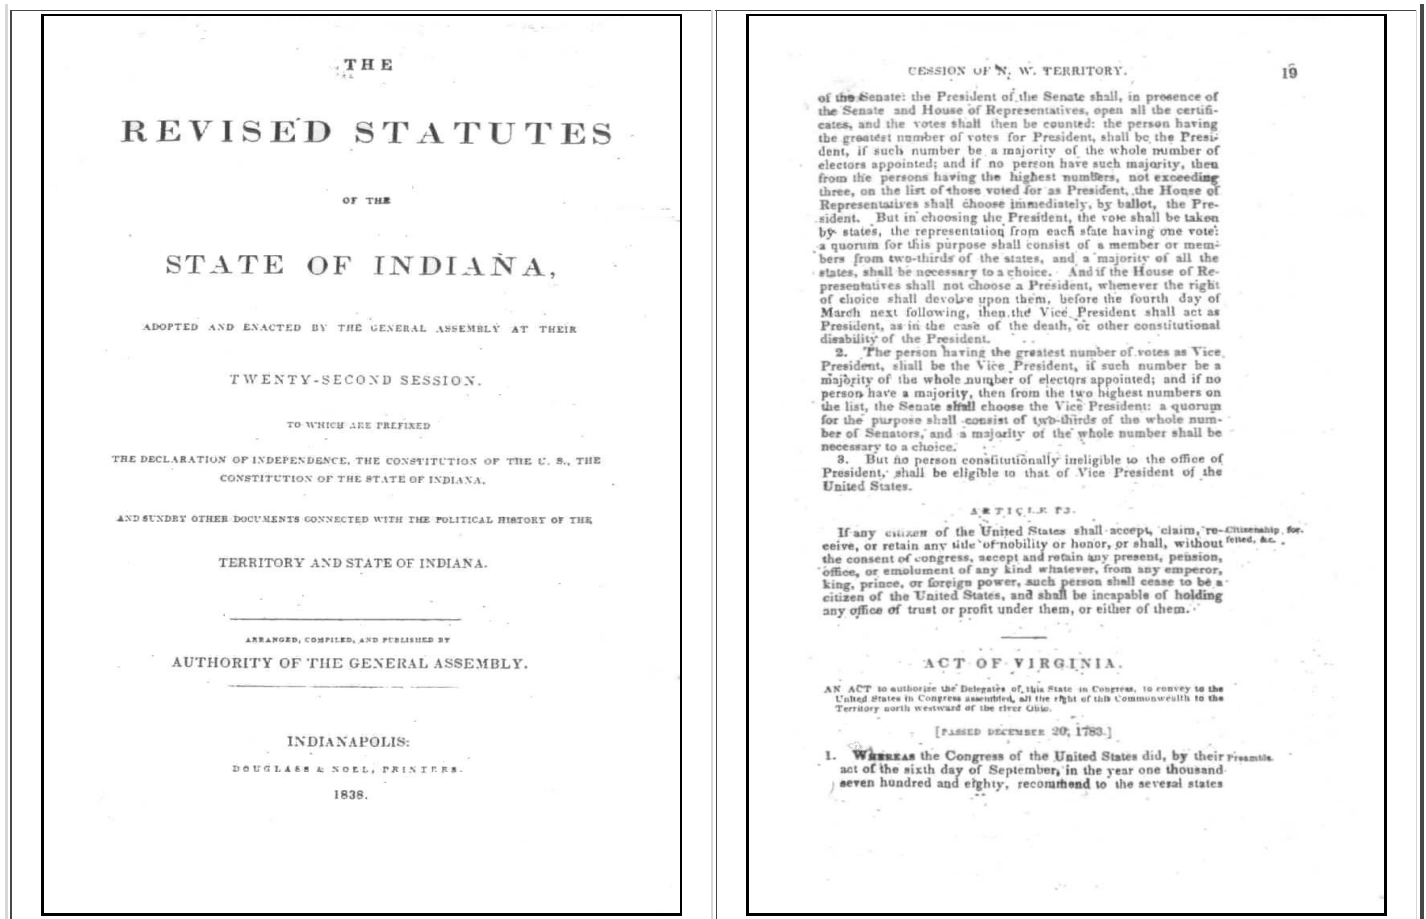 THE
REVISED STATUTES
OF THE
STATE OF INDIANA,
ADOPTED AND ENACTED BY THE GENERAL ASSEMBLY AT THEIR
TWENTY-SECOND SESSION.
TO WHICH ARE PREFIXED
THE DECLARATION OF INDEPENDENCE, THE CONSTITUTION OF THE U. S., THE
CONSTITUTION OF THE STATE OF INDIANA,
AND SUNDRY OTHER DOCUMENTS CONNECTED WITH THE POLITICAL HISTORY OF THE
TERRITORY AND STATE OF INDIANA.
ARRANGED, COMPILED, AND PUBLISHED BY
AUTHORITY OF THE GENERAL ASSEMBLY.
INDIANAPOLIS:
DOUGLASS & NOEL, PRINTERS.
1838.
CESSION OF N. W. TERRITORY. 19
of the Senate: the President of the Senate shall, in presence of
the Senate and House of Representatives, open all the certifi-
cates, and the votes shall then be counted: the person having
the greatest number of votes for President, shall be the Presi-
dent, if such number be a majority of the whole number of
electors appointed; and if no person have such majority, then
from the persons having the highest numbers, not exceeding
three, on the list of those voted for as President, the House of
Representatives shall choose immediately, by ballot, the Pre-
sident. But in choosing the President, the vote shall be taken
by states, the representation from each state having one vote:
a quorum for this purpose shall consist of a member or mem-
bers from two-thirds of the states, and a majority of all the
states, shall be necessary to a choice. And if the House of Re-
presentatives shall not choose a President, whenever the right
of choice shall devolve upon them, before the fourth day of
March next following, then the Vice President shall act as
President, as in the case of the death, or other constitutional
disability of the President.
2. The person having the greatest number of votes as Vice
President, shall be the Vice President, if such number be a
majority of the whole number of electors appointed; and if no
person have a majority, then from the two highest numbers on
the list, the Senate shall choose the Vice President: a quorum
for the purpose shall consist of two-thirds of the whole num-
ber of Senators, and a majority of the whole number shall be
necessary to a choice.
3. But no person constitutionally ineligible to the office of
President, shall be eligible to that of Vice President of the
United States.
ARTICLE 13.
If any citizen of the United States shall accept, claim, re-
ceive, or retain any title of nobility or honor, or shall, without
the consent of congress, accept and retain any present, pension,
office, or emolument of any kind whatever, from any emperor,
king, prince, or foreign power, such person shall cease to be a
citizen of the United States, and shall be incapable of holding
any office of trust or profit under them, or either of them.
Citizenship for-
feited, &c.
ACT OF VIRGINIA.
AN ACT to authorize the Delegates of this State in Congress, to convey to the
United States in Congress assembled, all the right of this Commonwealth to the
Territory north westward of the river Ohio.
[PASSED DECEMBER 20, 1783.]
1. WHEREAS the Congress of the United States did, by their
act of the sixth day of September, in the year one thousand
seven hundred and eighty, recommend to the several states
Preamble.